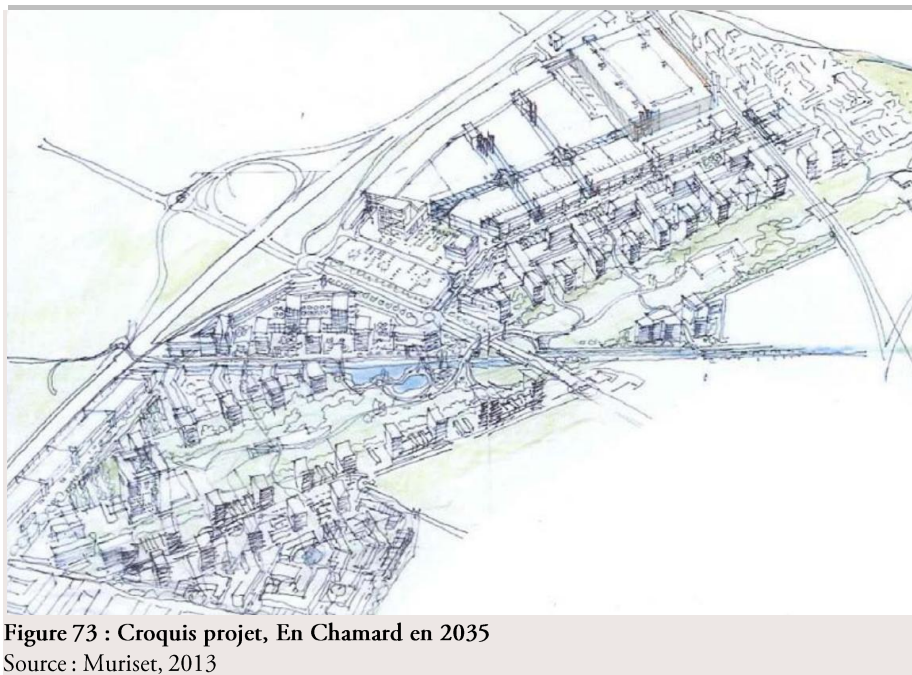 Figure 73 : Croquis projet, En Chamard en 2035
Source : Muriset, 2013